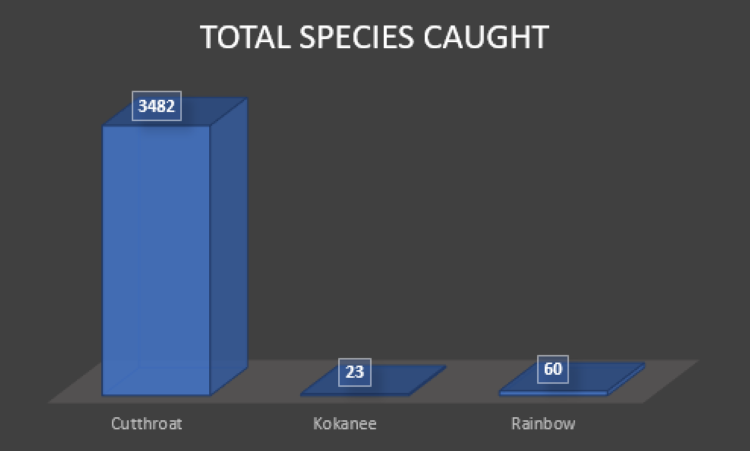 TOTAL SPECIES CAUGHT
3482
23
60
Cutthroat
Kokanee
Rainbow